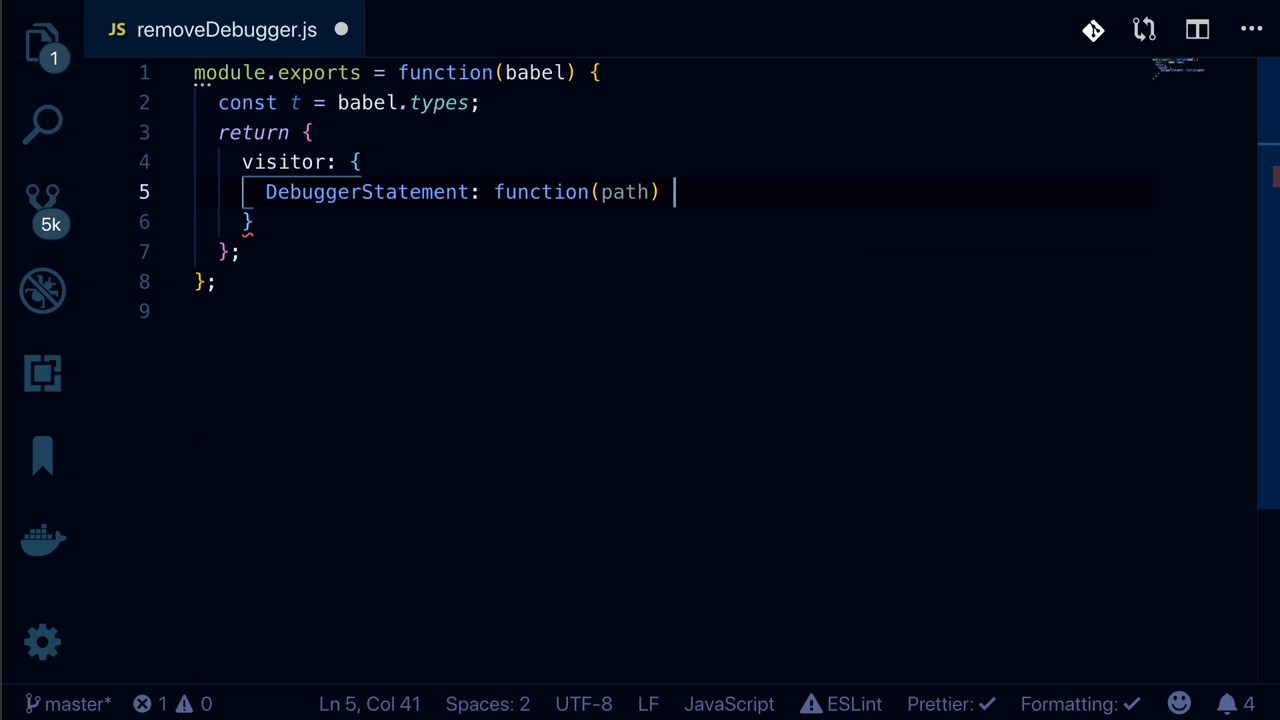 JS removeDebugger.js
1
1 module.exports = function(babel) {
2 const t = babel.types;
3 return {
4 visitor: {
5 DebuggerStatement: function(path)
6 }
7 };
8 };
9
5k
master* 1 0 Ln 5, Col 41 Spaces: 2 UTF-8 LF JavaScript ESLint Prettier: ✓ Formatting: ✓ 4